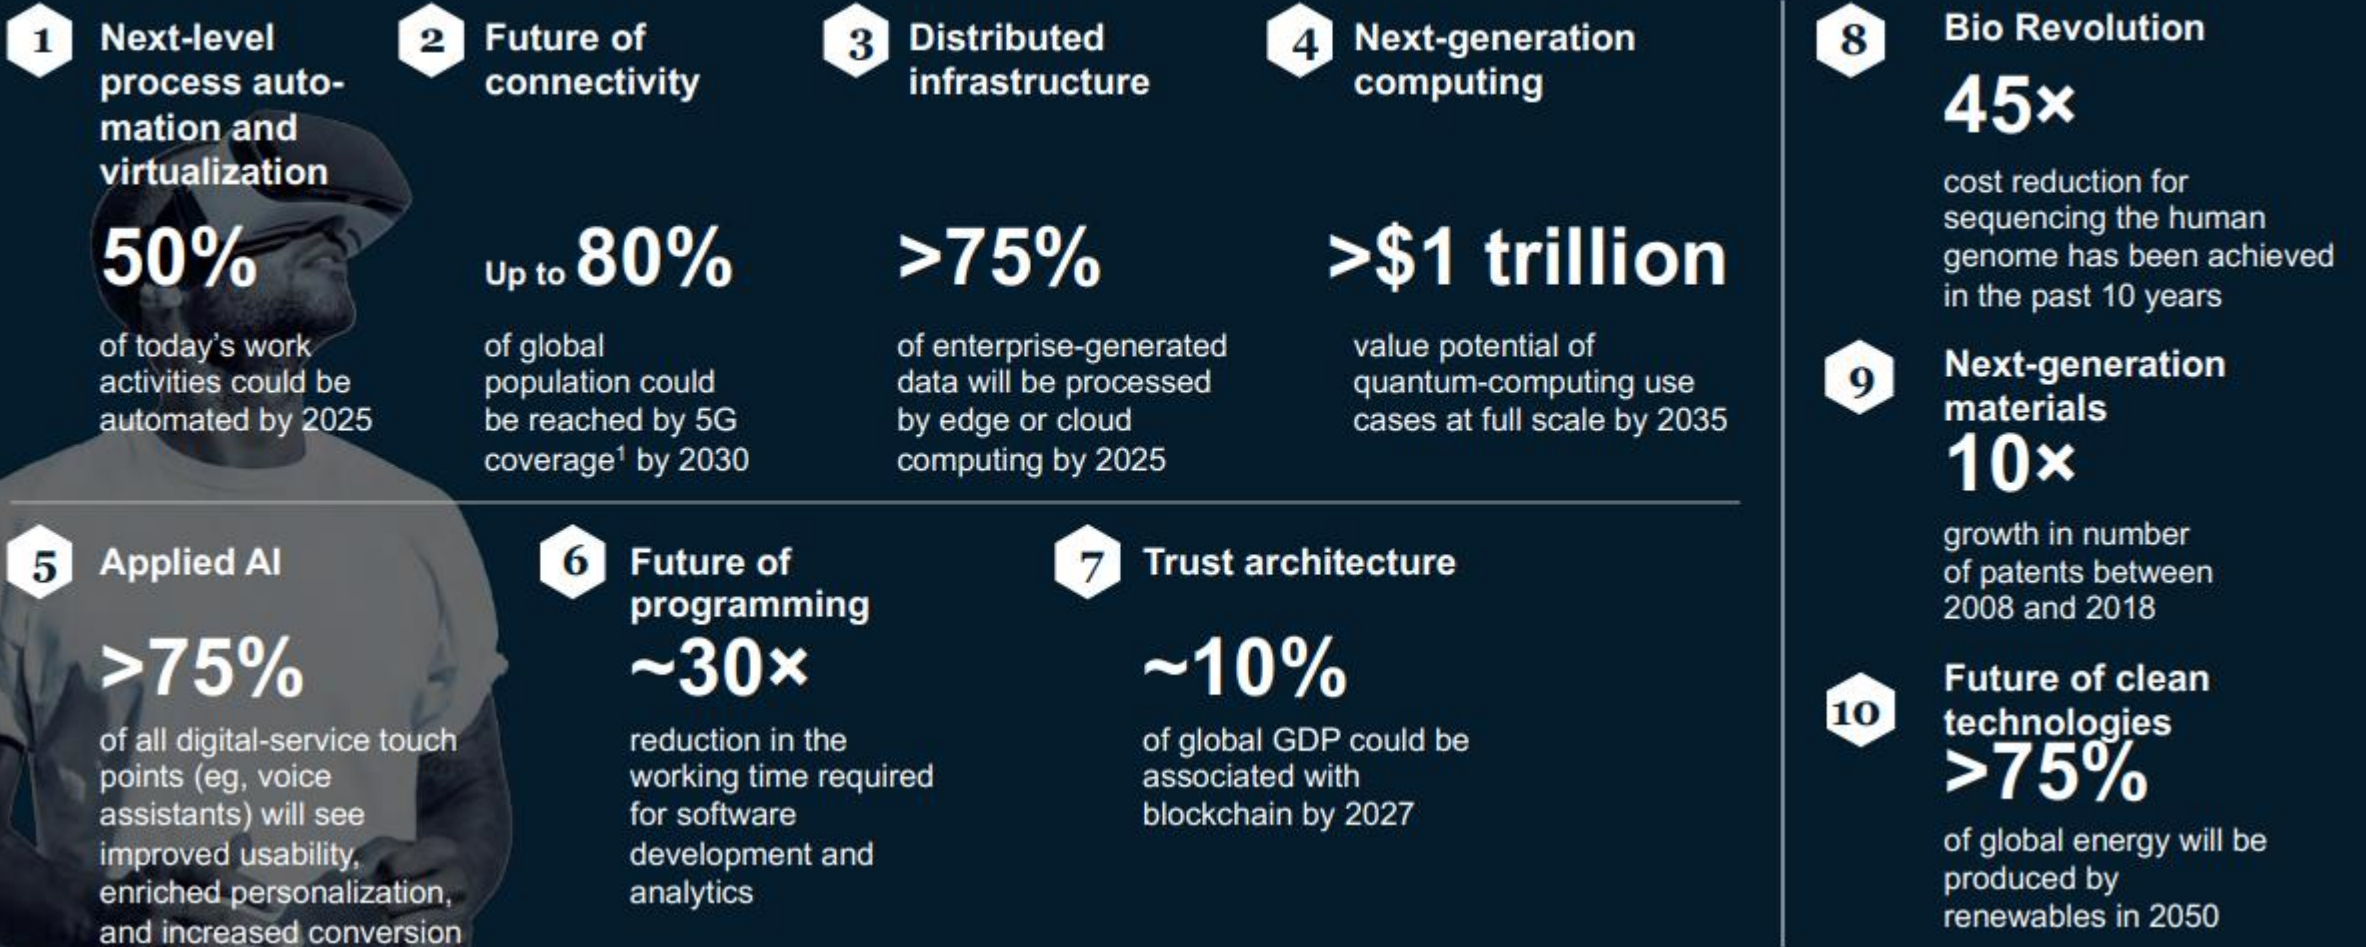 1
Next-level
process auto-
mation and
virtualization
50%
of today's work
activities could be
automated by 2025
2
Future of
connectivity
Up to 80%
of global
population could
be reached by 5G
coverage¹ by 2030
3
Distributed
infrastructure
>75%
of enterprise-generated
data will be processed
by edge or cloud
computing by 2025
4
Next-generation
computing
>$1 trillion
value potential of
quantum-computing use
cases at full scale by 2035
5
Applied AI
>75%
of all digital-service touch
points (eg, voice
assistants) will see
improved usability,
enriched personalization,
and increased conversion
6
Future of
programming
~30×
reduction in the
working time required
for software
development and
analytics
7
Trust architecture
~10%
of global GDP could be
associated with
blockchain by 2027
8
Bio Revolution
45×
cost reduction for
sequencing the human
genome has been achieved
in the past 10 years
9
Next-generation
materials
10×
growth in number
of patents between
2008 and 2018
10
Future of clean
technologies
>75%
of global energy will be
produced by
renewables in 2050